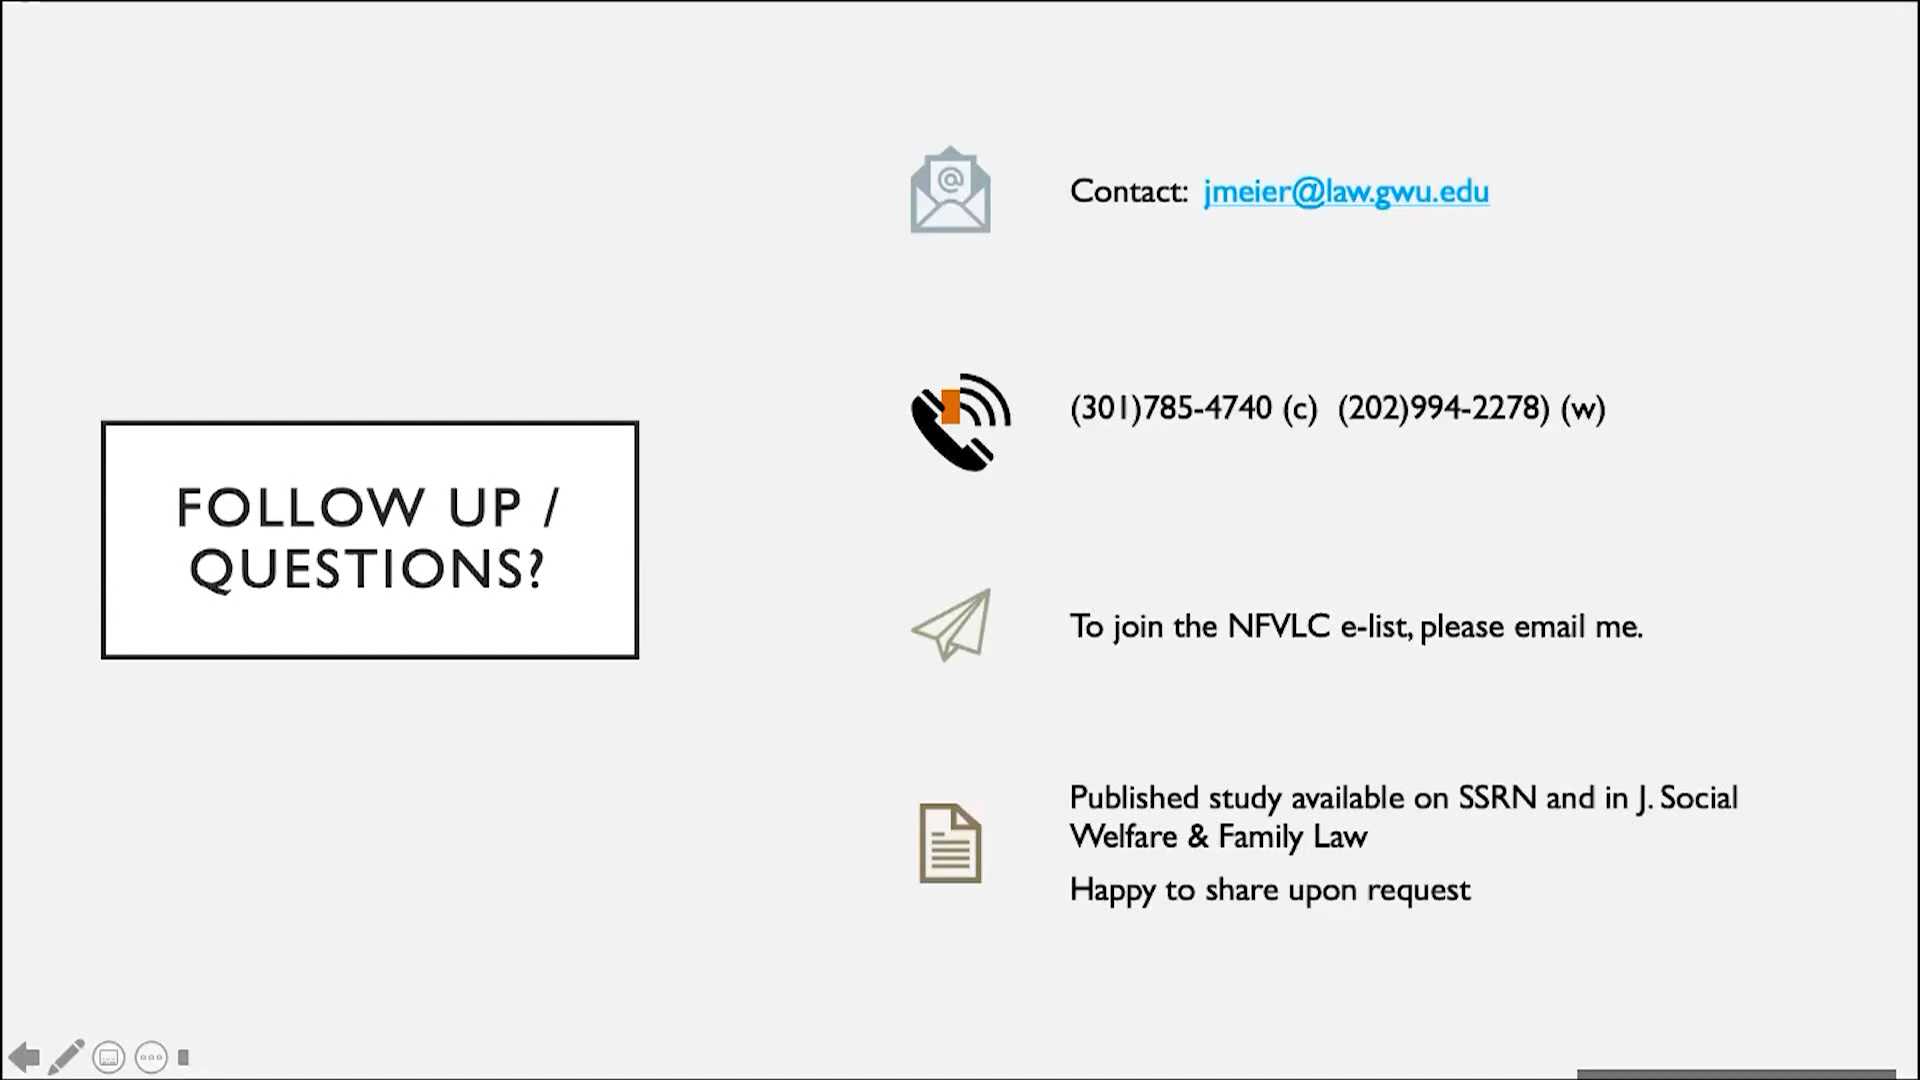 FOLLOW UP /
QUESTIONS?
@
Contact: jmeier@law.gwu.edu
(301)785-4740 (c) (202)994-2278) (w)
To join the NFVLC e-list, please email me.
Published study available on SSRN and in J. Social
Welfare & Family Law
Happy to share upon request